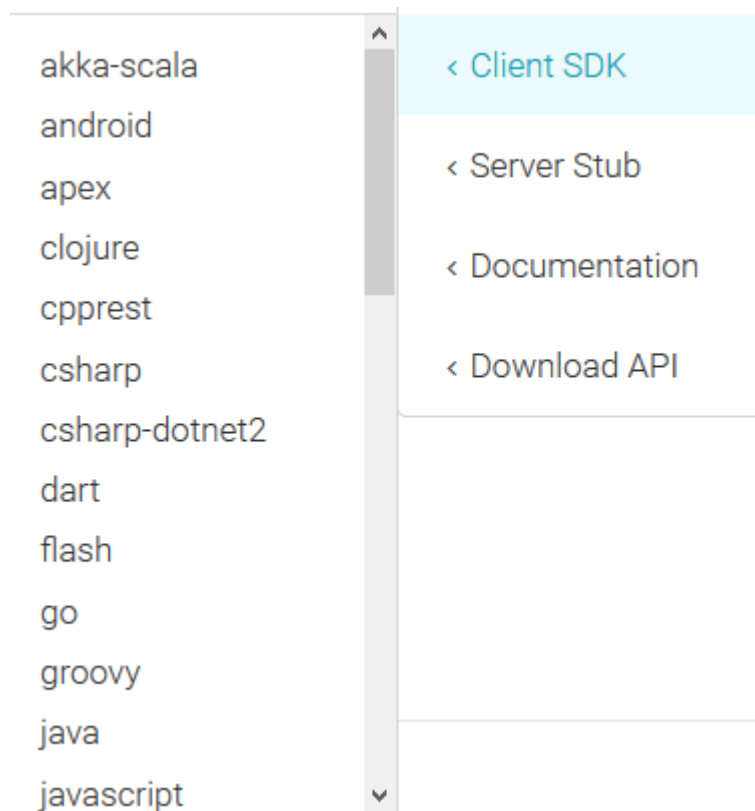 akka-scala
android
apex
clojure
cpprest
csharp
csharp-dotnet2
dart
flash
go
groovy
java
javascript
‹ Client SDK
‹ Server Stub
‹ Documentation
‹ Download API